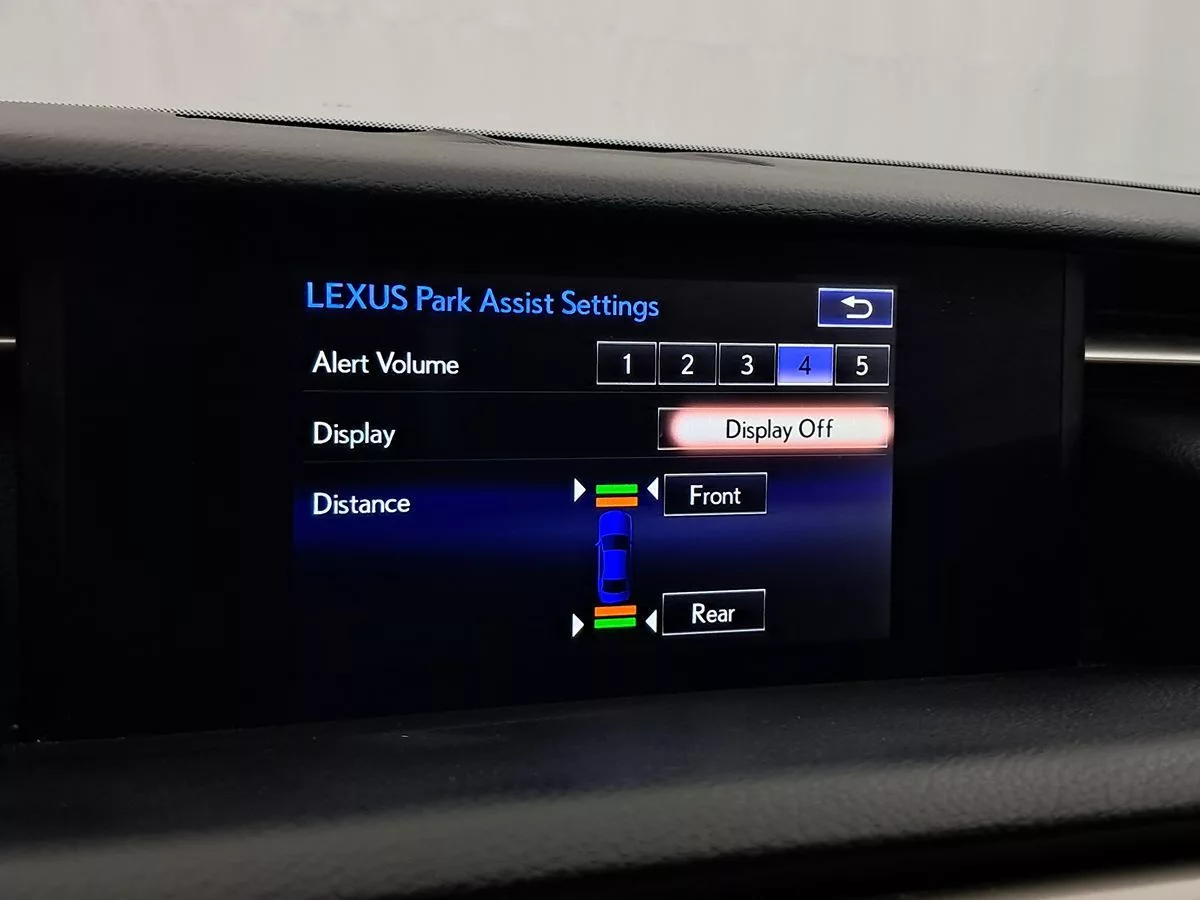 LEXUS Park Assist Settings
Alert Volume 1 2 3 4 5
Display Display Off
Distance Front
Rear